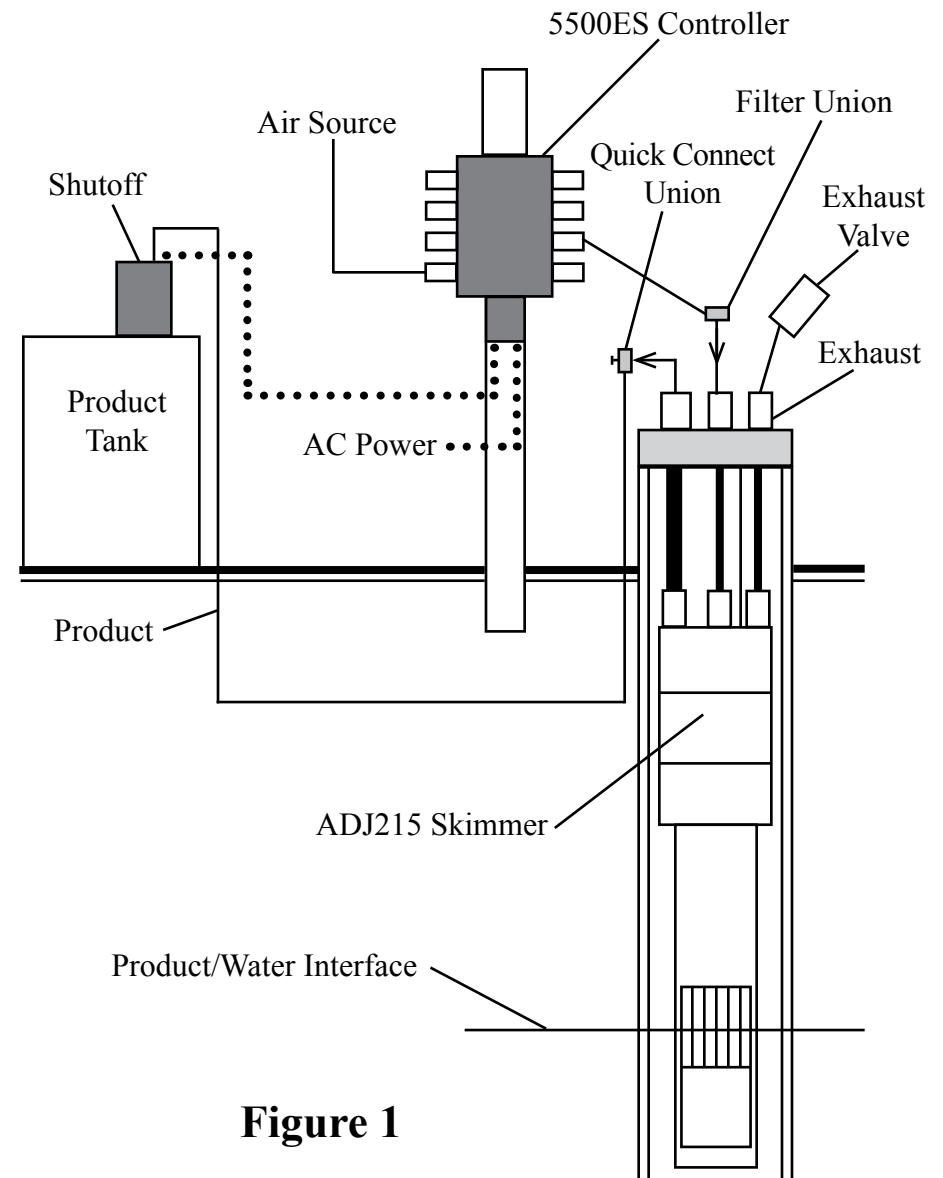 5500ES Controller
Filter Union
Air Source
Quick Connect
Union
Shutoff
Exhaust
Valve
Exhaust
Product
Tank
AC Power
Product
ADJ215 Skimmer
Product/Water Interface
Figure 1